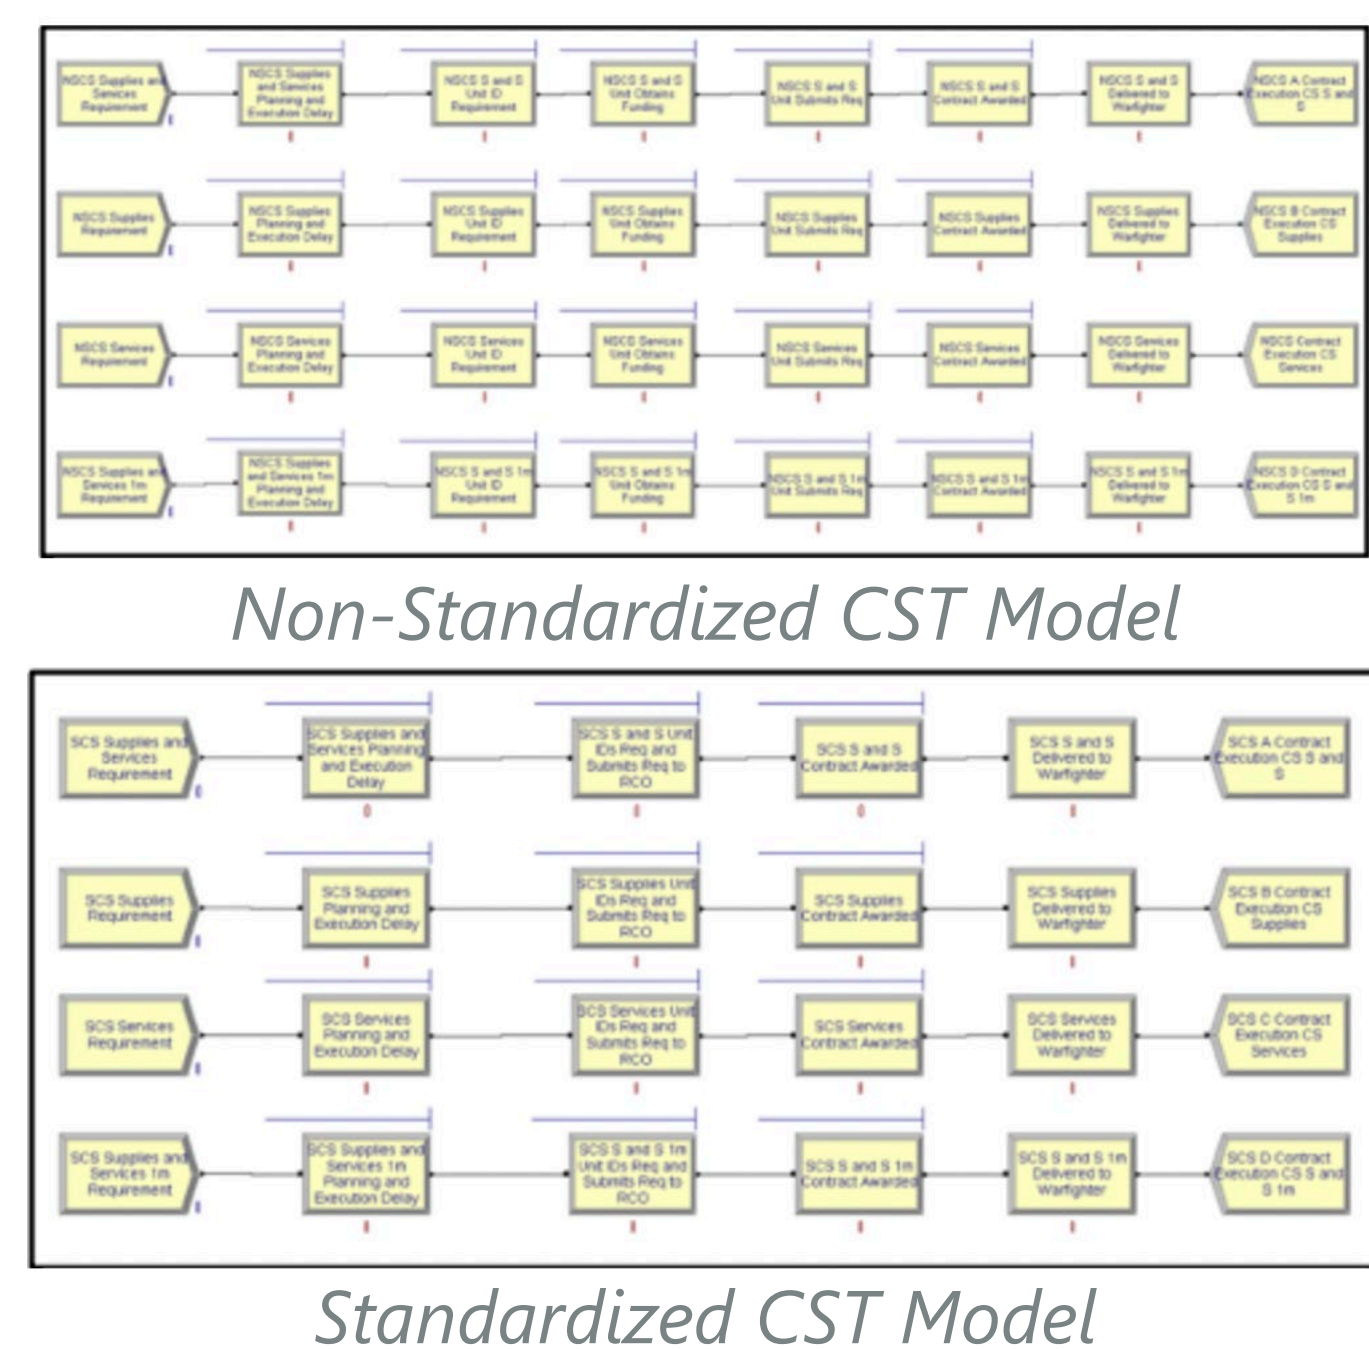 NSCS Supplies and
Services
Requirement
NSCS Supplies
and Services
Planning and
Execution Delay
NSCS S and S
Unit ID
Requirement
NSCS S and S
Unit Obtains
Funding
NSCS S and S
Unit Submits Req
NSCS S and S
Contract Awarded
NSCS S and S
Delivered to
Warfighter
NSCS A Contract
Execution CS S and
S
NSCS Supplies
Requirement
NSCS Supplies
Planning and
Execution Delay
NSCS Supplies
Unit ID
Requirement
NSCS Supplies
Unit Obtains
Funding
NSCS Supplies
Unit Submits Req
NSCS Supplies
Contract Awarded
NSCS Supplies
Delivered to
Warfighter
NSCS B Contract
Execution CS
Supplies
NSCS Services
Requirement
NSCS Services
Planning and
Execution Delay
NSCS Services
Unit ID
Requirement
NSCS Services
Unit Obtains
Funding
NSCS Services
Unit Submits Req
NSCS Services
Contract Awarded
NSCS Services
Delivered to
Warfighter
NSCS Contract
Execution CS
Services
NSCS Supplies and
Services 1m
Requirement
NSCS Supplies
and Services 1m
Planning and
Execution Delay
NSCS S and S 1m
Unit ID
Requirement
NSCS S and S 1m
Unit Obtains
Funding
NSCS S and S 1m
Unit Submits Req
NSCS S and S 1m
Contract Awarded
NSCS S and S 1m
Delivered to
Warfighter
NSCS D Contract
Execution CS S and
S 1m
Non-Standardized CST Model
SCS Supplies and
Services
Requirement
SCS Supplies and
Services Planning
and Execution
Delay
SCS S and S Unit
IDs Req and
Submits Req to
RCO
SCS S and S
Contract Awarded
SCS S and S
Delivered to
Warfighter
SCS A Contract
Execution CS S and
S
0
0
0
SCS Supplies
Requirement
SCS Supplies
Planning and
Execution Delay
SCS Supplies Unit
IDs Req and
Submits Req to
RCO
SCS Supplies
Contract Awarded
SCS Supplies
Delivered to
Warfighter
SCS B Contract
Execution CS
Supplies
SCS Services
Requirement
SCS Services
Planning and
Execution Delay
SCS Services Unit
IDs Req and
Submits Req to
RCO
SCS Services
Contract Awarded
SCS Services
Delivered to
Warfighter
SCS C Contract
Execution CS
Services
SCS Supplies and
Services 1m
Requirement
SCS Supplies and
Services 1m
Planning and
Execution Delay
SCS S and S 1m
Unit IDs Req and
Submits Req to
RCO
SCS S and S 1m
Contract Awarded
SCS S and S 1m
Delivered to
Warfighter
SCS D Contract
Execution CS S and
S 1m
Standardized CST Model